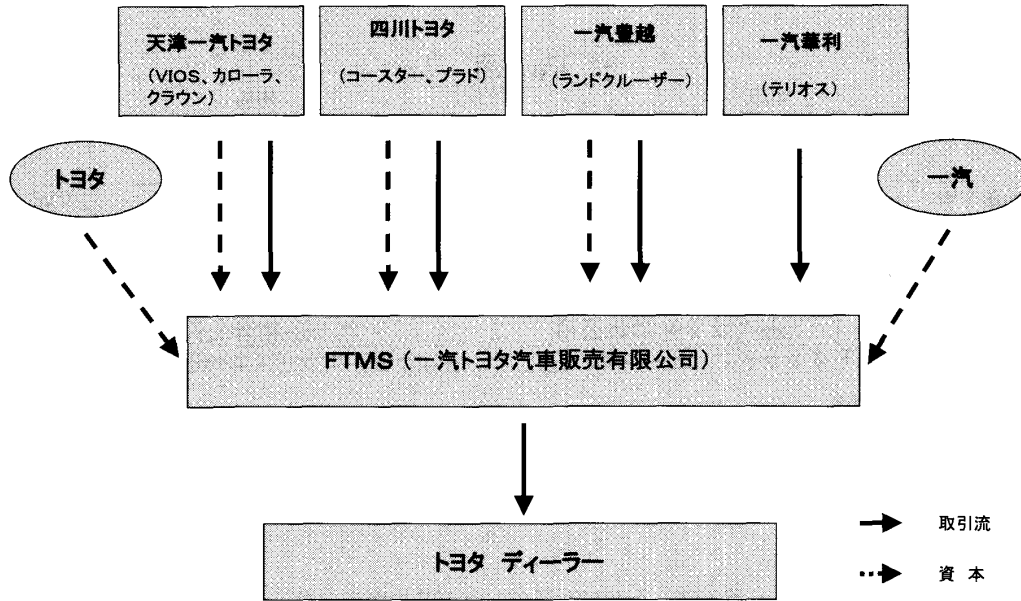 天津一汽トヨタ
(VIOS、カローラ、
クラウン)
四川トヨタ
(コースター、プラド)
一汽豊越
(ランドクルーザー)
一汽華利
(テリオス)
トヨタ
一汽
FTMS (一汽トヨタ汽車販売有限公司)
トヨタ ディーラー
取引流
資 本